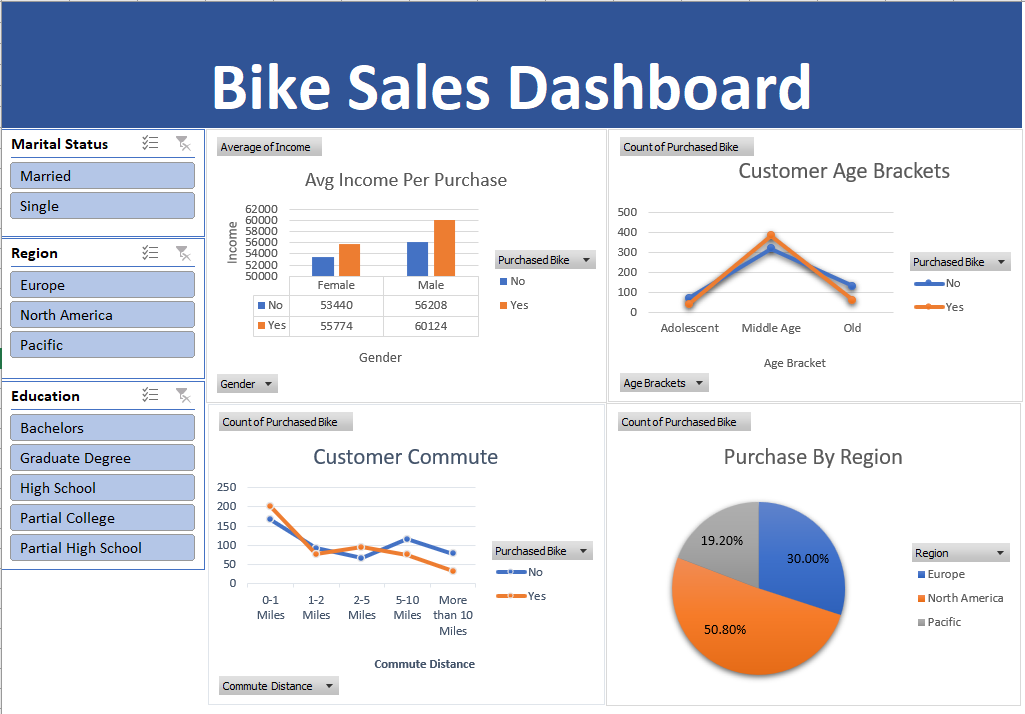 Bike Sales Dashboard
Marital Status
Married
Single
Region
Europe
North America
Pacific
Education
Bachelors
Graduate Degree
High School
Partial College
Partial High School
Average of Income
Avg Income Per Purchase
Income
62000
60000
58000
56000
54000
52000
50000
Female Male
No 53440 56208
Yes 55774 60124
Gender
Purchased Bike
No
Yes
Gender
Count of Purchased Bike
Customer Age Brackets
500
400
300
200
100
0
Adolescent Middle Age Old
Age Bracket
Purchased Bike
No
Yes
Age Brackets
Count of Purchased Bike
Customer Commute
250
200
150
100
50
0
0-1 Miles
1-2 Miles
2-5 Miles
5-10 Miles
More than 10 Miles
Commute Distance
Purchased Bike
No
Yes
Commute Distance
Count of Purchased Bike
Purchase By Region
19.20%
30.00%
50.80%
Region
Europe
North America
Pacific